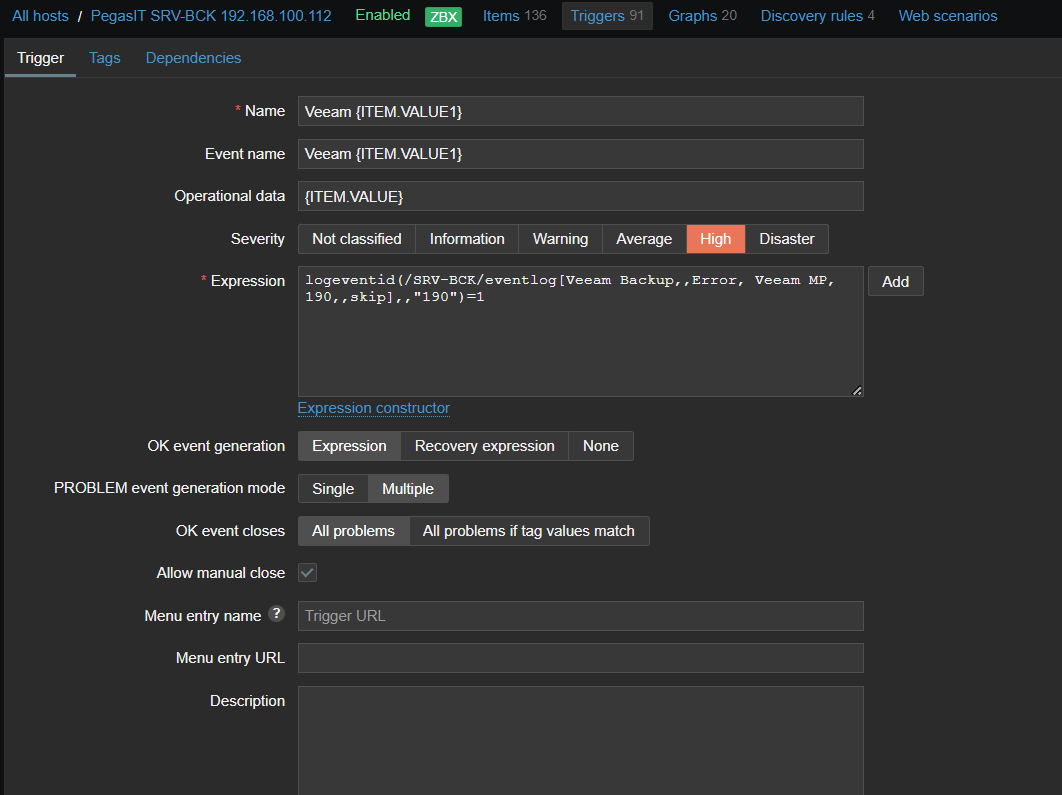 All hosts / PegasIT SRV-BCK 192.168.100.112 Enabled ZBX Items 136 Triggers 91 Graphs 20 Discovery rules 4 Web scenarios
Trigger Tags Dependencies
* Name Veeam {ITEM.VALUE1}
Event name Veeam {ITEM.VALUE1}
Operational data {ITEM.VALUE}
Severity Not classified Information Warning Average High Disaster
* Expression logeventid(/SRV-BCK/eventlog[Veeam Backup,,Error, Veeam MP, Add
190,,skip],,"190")=1
Expression constructor
OK event generation Expression Recovery expression None
PROBLEM event generation mode Single Multiple
OK event closes All problems All problems if tag values match
Allow manual close
Menu entry name ? Trigger URL
Menu entry URL
Description